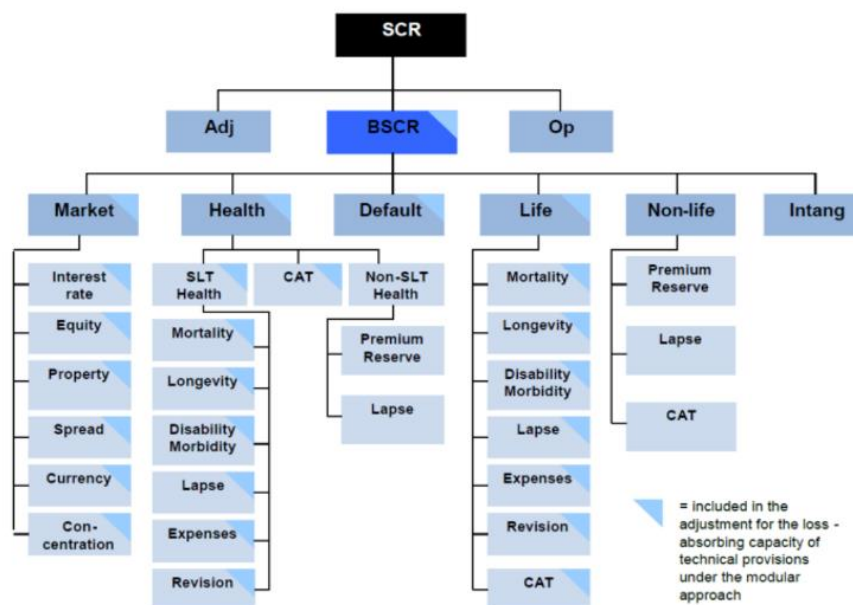 SCR
Adj
BSCR
Op
Market
Health
Default
Life
Non-life
Intang
Interest
rate
Equity
Property
Spread
Currency
Con-
centration
SLT
Health
CAT
Non-SLT
Health
Mortality
Longevity
Disability
Morbidity
Lapse
Expenses
Revision
Premium
Reserve
Lapse
Mortality
Longevity
Disability
Morbidity
Lapse
Expenses
Revision
CAT
Premium
Reserve
Lapse
CAT
= included in the
adjustment for the loss -
absorbing capacity of
technical provisions
under the modular
approach